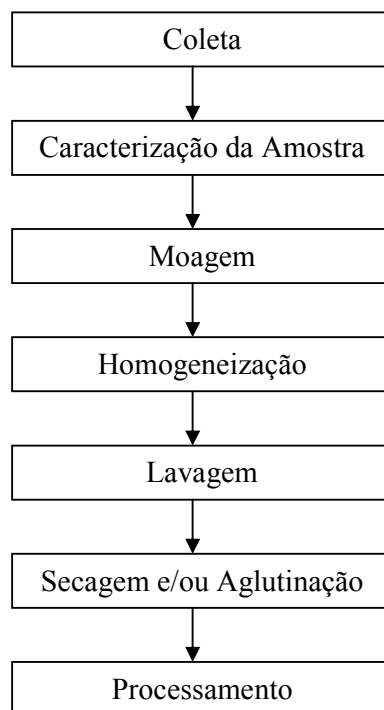 Coleta
Caracterização da Amostra
Moagem
Homogeneização
Lavagem
Secagem e/ou Aglutinação
Processamento